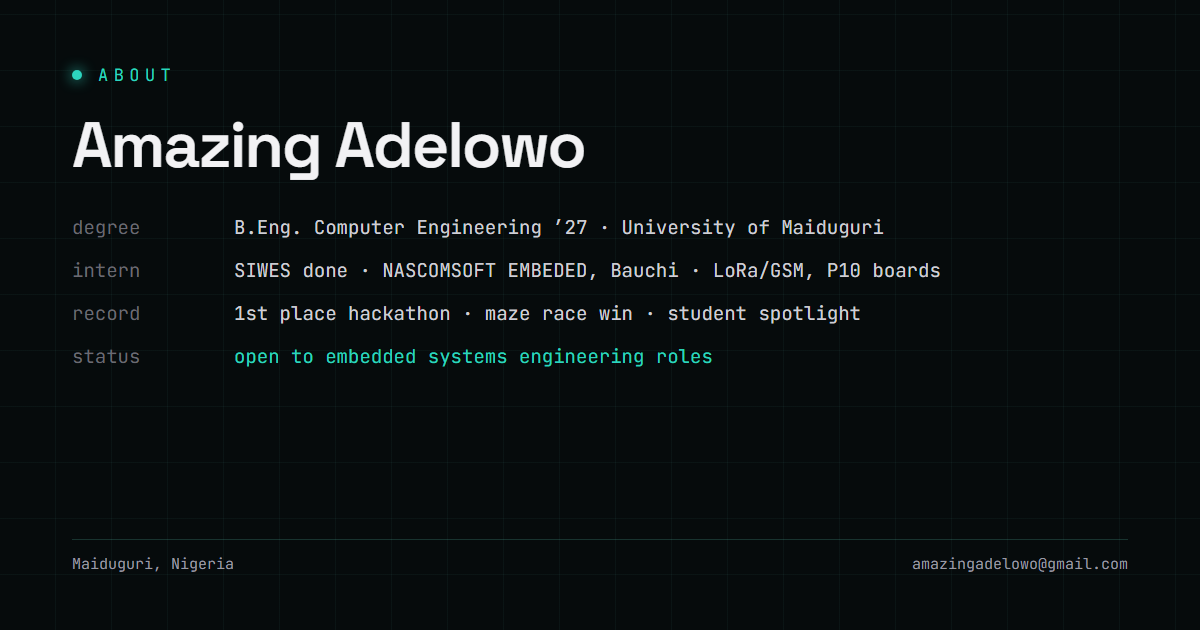 ABOUT
Amazing Adelowo
degree B.Eng. Computer Engineering ’27 · University of Maiduguri
intern SIWES done · NASCOMSOFT EMBEDED, Bauchi · LoRa/GSM, P10 boards
record 1st place hackathon · maze race win · student spotlight
status open to embedded systems engineering roles
Maiduguri, Nigeria amazingadelowo@gmail.com